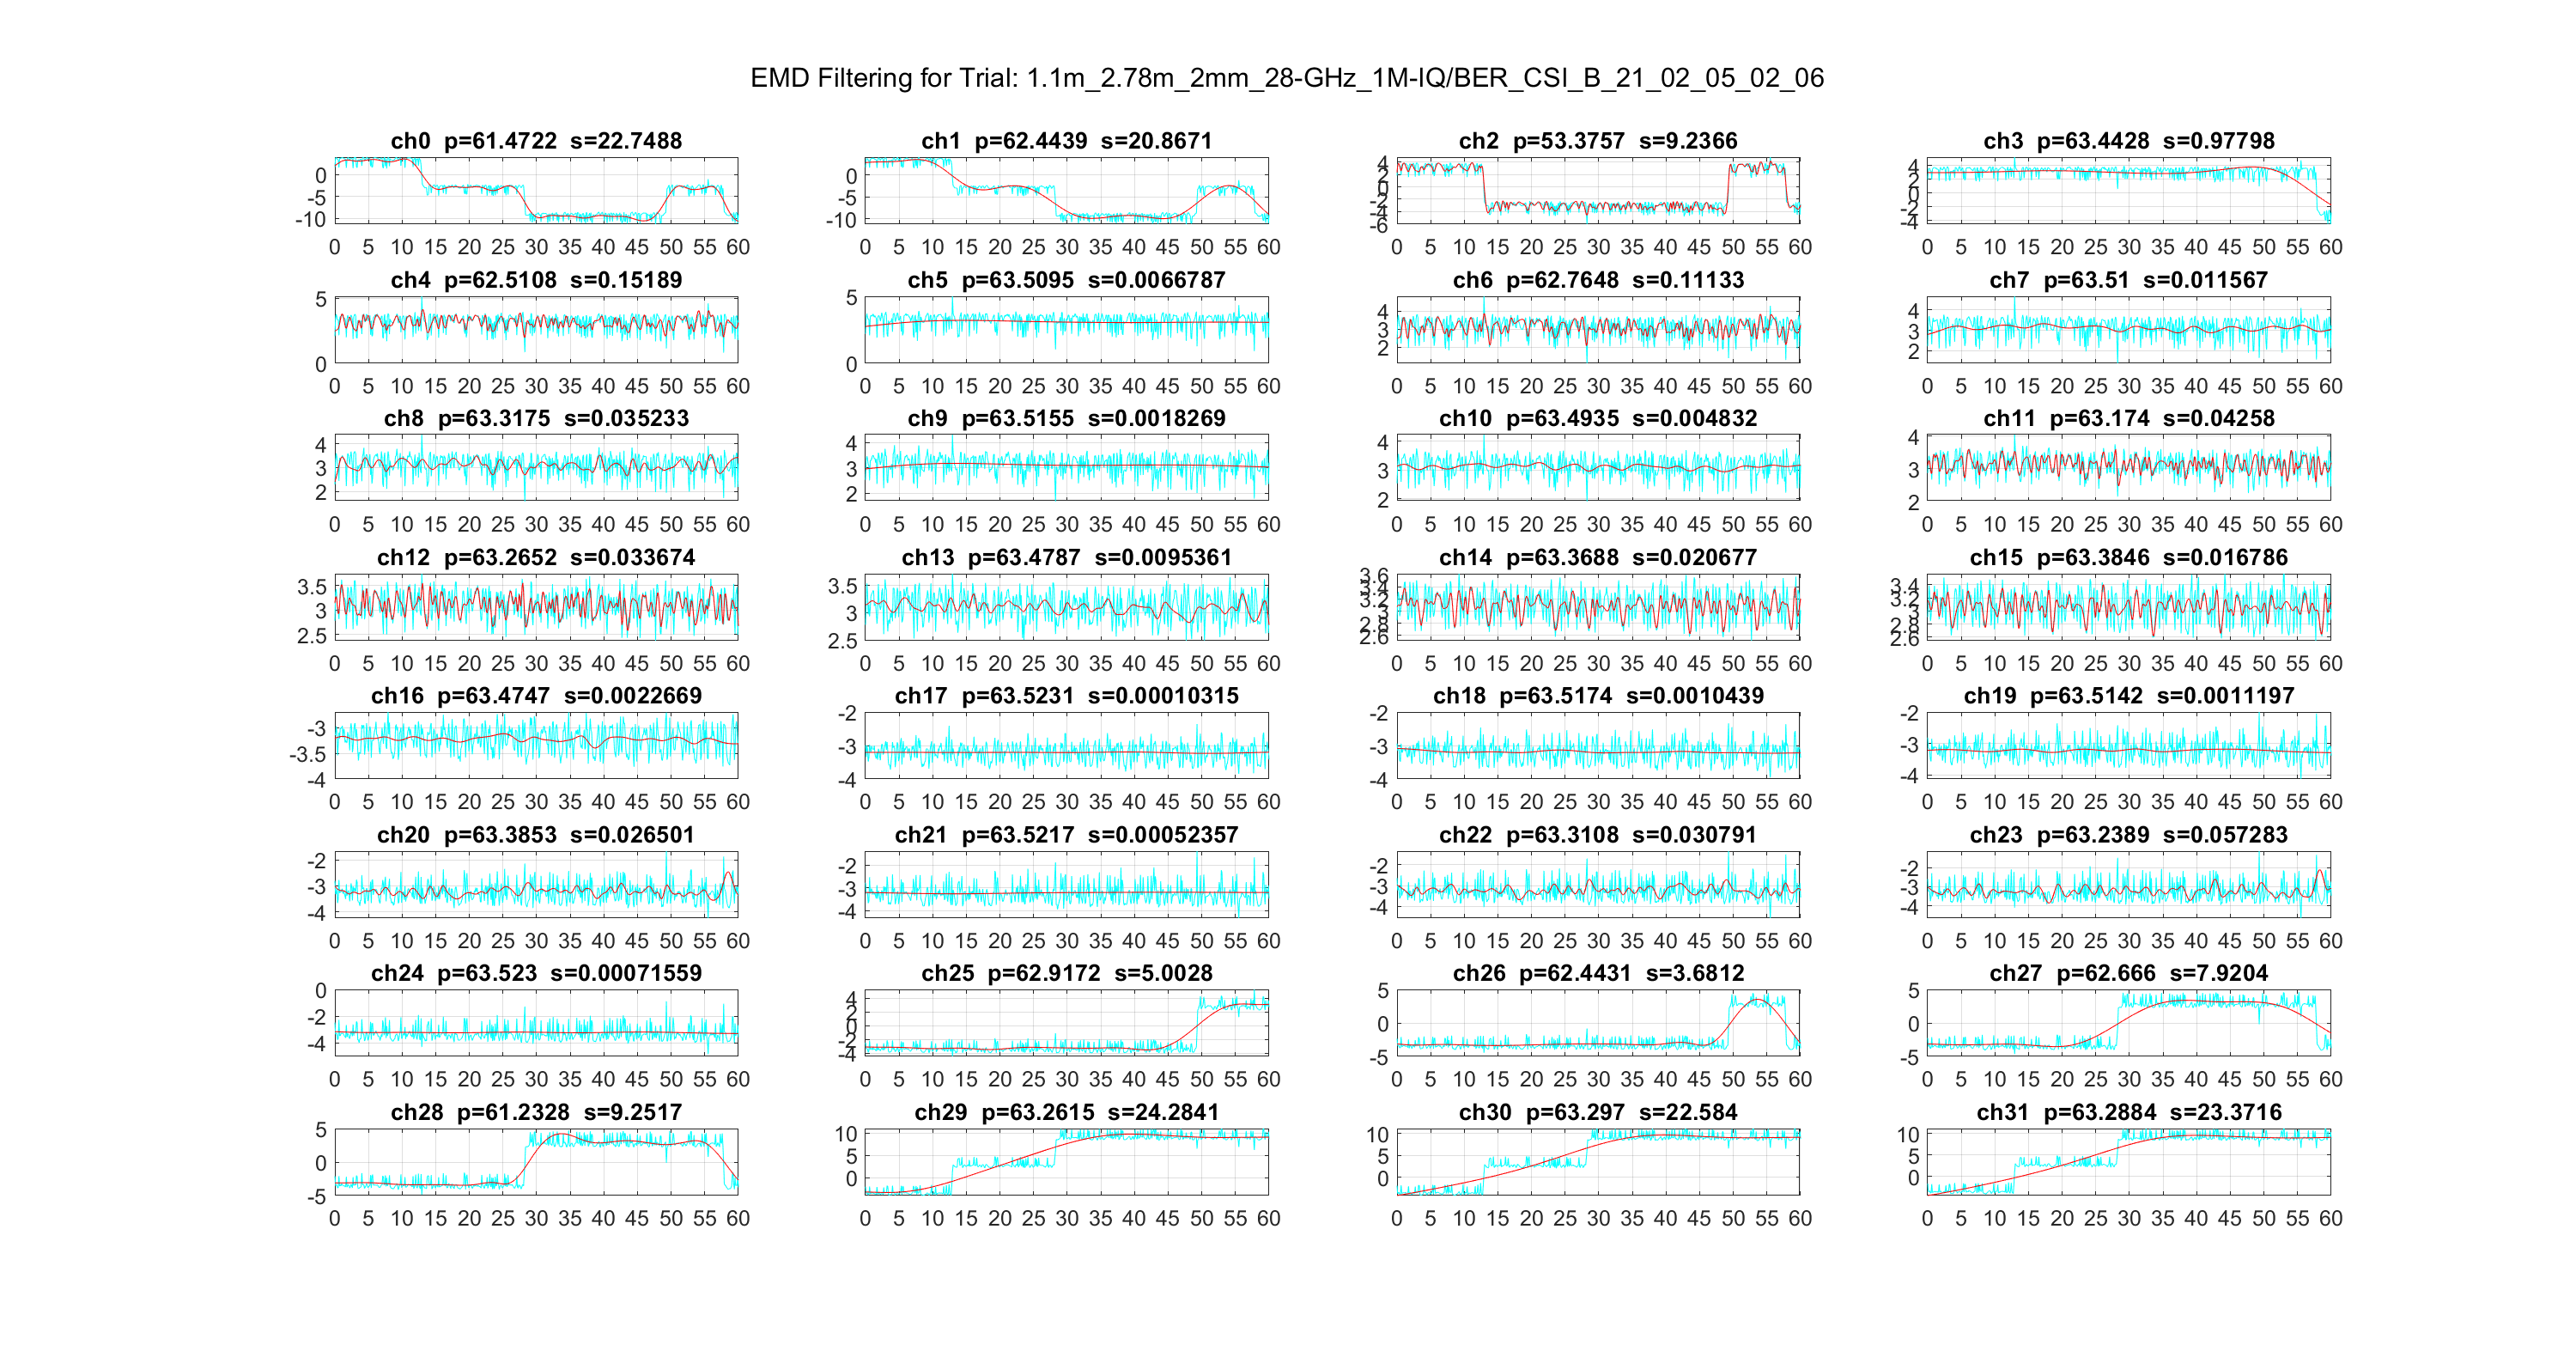 EMD Filtering for Trial: 1.1m_2.78m_2mm_28-GHz_1M-IQ/BER_CSI_B_21_02_05_02_06
ch0 p=61.4722 s=22.7488
0
-5
-10
0 5 10 15 20 25 30 35 40 45 50 55 60
ch1 p=62.4439 s=20.8671
0
-5
-10
0 5 10 15 20 25 30 35 40 45 50 55 60
ch2 p=53.3757 s=9.2366
4
2
0
-2
-4
-6
0 5 10 15 20 25 30 35 40 45 50 55 60
ch3 p=63.4428 s=0.97798
4
2
0
-2
-4
0 5 10 15 20 25 30 35 40 45 50 55 60
ch4 p=62.5108 s=0.15189
5
0
0 5 10 15 20 25 30 35 40 45 50 55 60
ch5 p=63.5095 s=0.0066787
5
0
0 5 10 15 20 25 30 35 40 45 50 55 60
ch6 p=62.7648 s=0.11133
4
3
2
0 5 10 15 20 25 30 35 40 45 50 55 60
ch7 p=63.51 s=0.011567
4
3
2
0 5 10 15 20 25 30 35 40 45 50 55 60
ch8 p=63.3175 s=0.035233
4
3
2
0 5 10 15 20 25 30 35 40 45 50 55 60
ch9 p=63.5155 s=0.0018269
4
3
2
0 5 10 15 20 25 30 35 40 45 50 55 60
ch10 p=63.4935 s=0.004832
4
3
2
0 5 10 15 20 25 30 35 40 45 50 55 60
ch11 p=63.174 s=0.04258
4
3
2
0 5 10 15 20 25 30 35 40 45 50 55 60
ch12 p=63.2652 s=0.033674
3.5
3
2.5
0 5 10 15 20 25 30 35 40 45 50 55 60
ch13 p=63.4787 s=0.0095361
3.5
3
2.5
0 5 10 15 20 25 30 35 40 45 50 55 60
ch14 p=63.3688 s=0.020677
3.6
3.4
3.2
3
2.8
2.6
0 5 10 15 20 25 30 35 40 45 50 55 60
ch15 p=63.3846 s=0.016786
3.4
3.2
3
2.8
2.6
0 5 10 15 20 25 30 35 40 45 50 55 60
ch16 p=63.4747 s=0.0022669
-3
-3.5
-4
0 5 10 15 20 25 30 35 40 45 50 55 60
ch17 p=63.5231 s=0.00010315
-2
-3
-4
0 5 10 15 20 25 30 35 40 45 50 55 60
ch18 p=63.5174 s=0.0010439
-2
-3
-4
0 5 10 15 20 25 30 35 40 45 50 55 60
ch19 p=63.5142 s=0.0011197
-2
-3
-4
0 5 10 15 20 25 30 35 40 45 50 55 60
ch20 p=63.3853 s=0.026501
-2
-3
-4
0 5 10 15 20 25 30 35 40 45 50 55 60
ch21 p=63.5217 s=0.00052357
-2
-3
-4
0 5 10 15 20 25 30 35 40 45 50 55 60
ch22 p=63.3108 s=0.030791
-2
-3
-4
0 5 10 15 20 25 30 35 40 45 50 55 60
ch23 p=63.2389 s=0.057283
-2
-3
-4
0 5 10 15 20 25 30 35 40 45 50 55 60
ch24 p=63.523 s=0.00071559
0
-2
-4
0 5 10 15 20 25 30 35 40 45 50 55 60
ch25 p=62.9172 s=5.0028
4
2
0
-2
-4
0 5 10 15 20 25 30 35 40 45 50 55 60
ch26 p=62.4431 s=3.6812
5
0
-5
0 5 10 15 20 25 30 35 40 45 50 55 60
ch27 p=62.666 s=7.9204
5
0
-5
0 5 10 15 20 25 30 35 40 45 50 55 60
ch28 p=61.2328 s=9.2517
5
0
-5
0 5 10 15 20 25 30 35 40 45 50 55 60
ch29 p=63.2615 s=24.2841
10
5
0
0 5 10 15 20 25 30 35 40 45 50 55 60
ch30 p=63.297 s=22.584
10
5
0
0 5 10 15 20 25 30 35 40 45 50 55 60
ch31 p=63.2884 s=23.3716
10
5
0
0 5 10 15 20 25 30 35 40 45 50 55 60